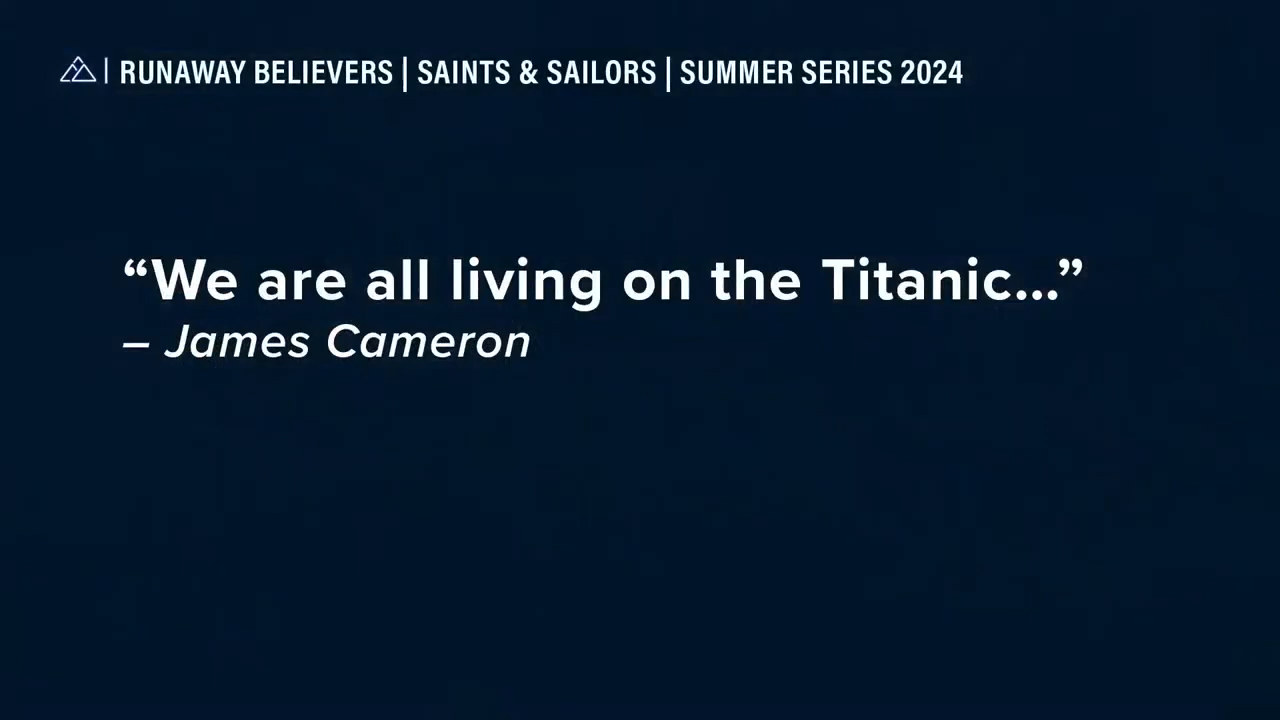 | RUNAWAY BELIEVERS | SAINTS & SAILORS | SUMMER SERIES 2024
“We are all living on the Titanic...”
– James Cameron